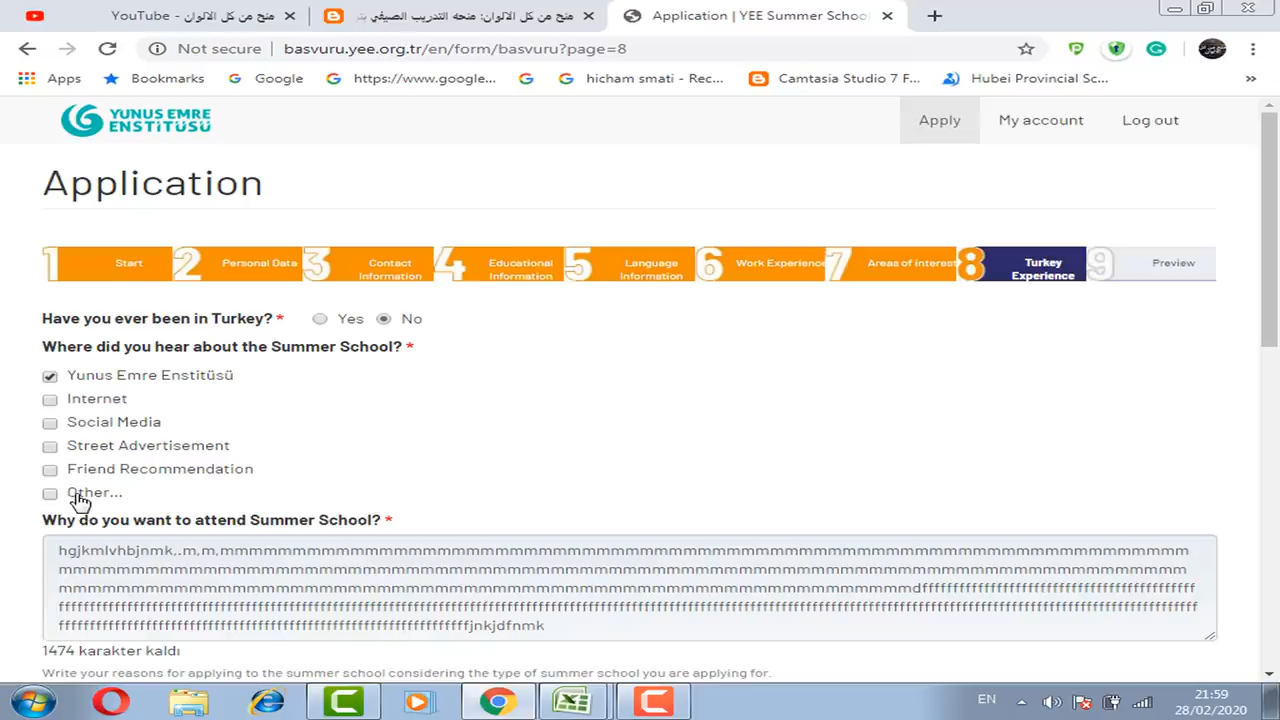 منح من كل الالوان - YouTube
منح من كل الالوان: منحه التدريب الصيفي بتر
Application | YEE Summer School
Not secure | basvuru.yee.org.tr/en/form/basvuru?page=8
Apps
Bookmarks
Google
https://www.google...
hicham smati - Rec...
Camtasia Studio 7 F...
Hubei Provincial Sc...
»
YUNUS EMRE
ENSTİTÜSÜ
Apply
My account
Log out
Application
1 Start
2 Personal Data
3 Contact Information
4 Educational Information
5 Language Information
6 Work Experience
7 Areas of interest
8 Turkey Experience
9 Preview
Have you ever been in Turkey? * Yes No
Where did you hear about the Summer School? *
Yunus Emre Enstitüsü
Internet
Social Media
Street Advertisement
Friend Recommendation
Other...
Why do you want to attend Summer School? *
1474 karakter kaldı
Write your reasons for applying to the summer school considering the type of summer school you are applying for.
EN
21:59
28/02/2020